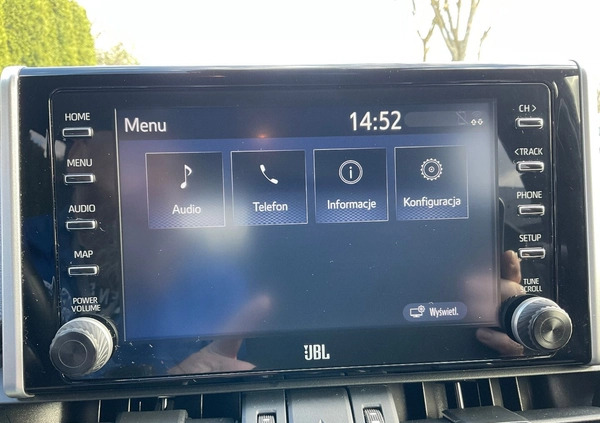 HOME
MENU
AUDIO
MAP
POWER
VOLUME
Menu
14:52
Audio
Telefon
Informacje
Konfiguracja
Wyświetl.
JBL
CH >
< TRACK
PHONE
SETUP
TUNE
SCROLL